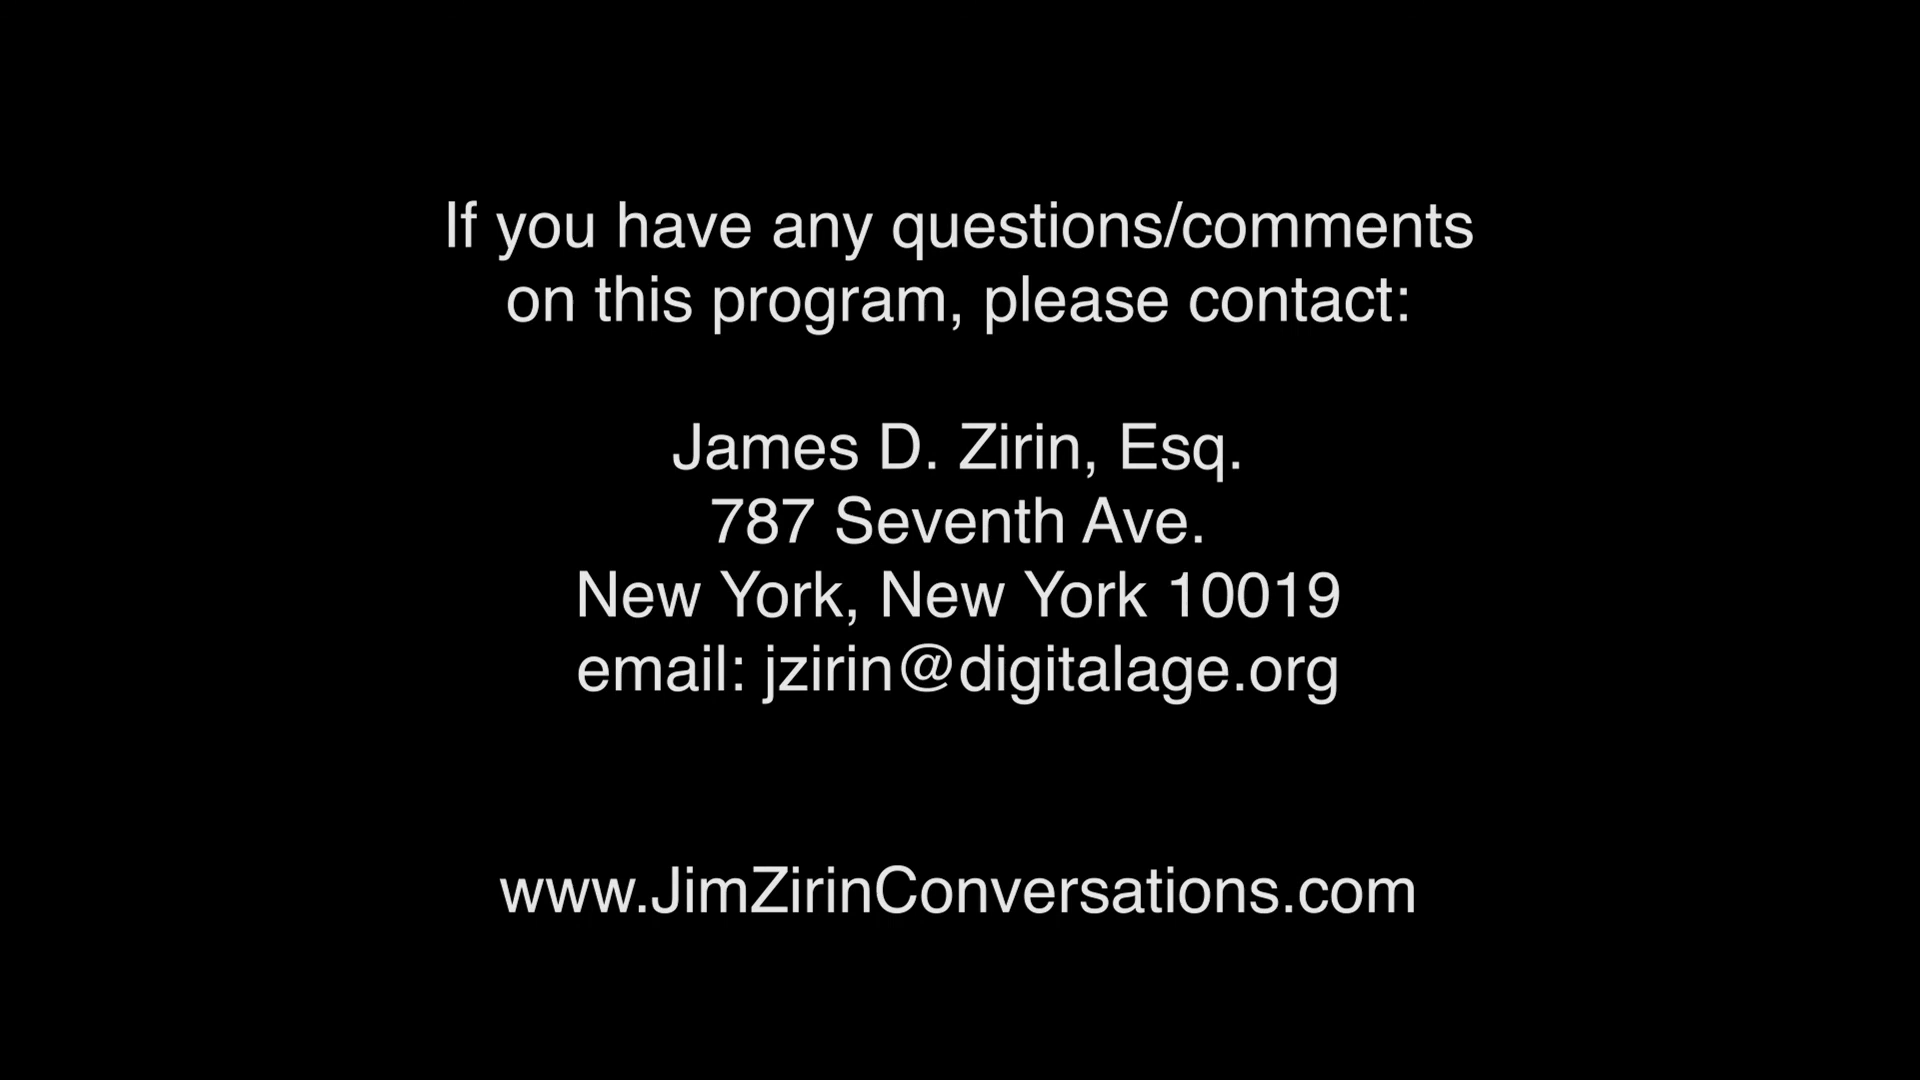 If you have any questions/comments
on this program, please contact:
James D. Zirin, Esq.
787 Seventh Ave.
New York, New York 10019
email: jzirin@digitalage.org
www.JimZirinConversations.com